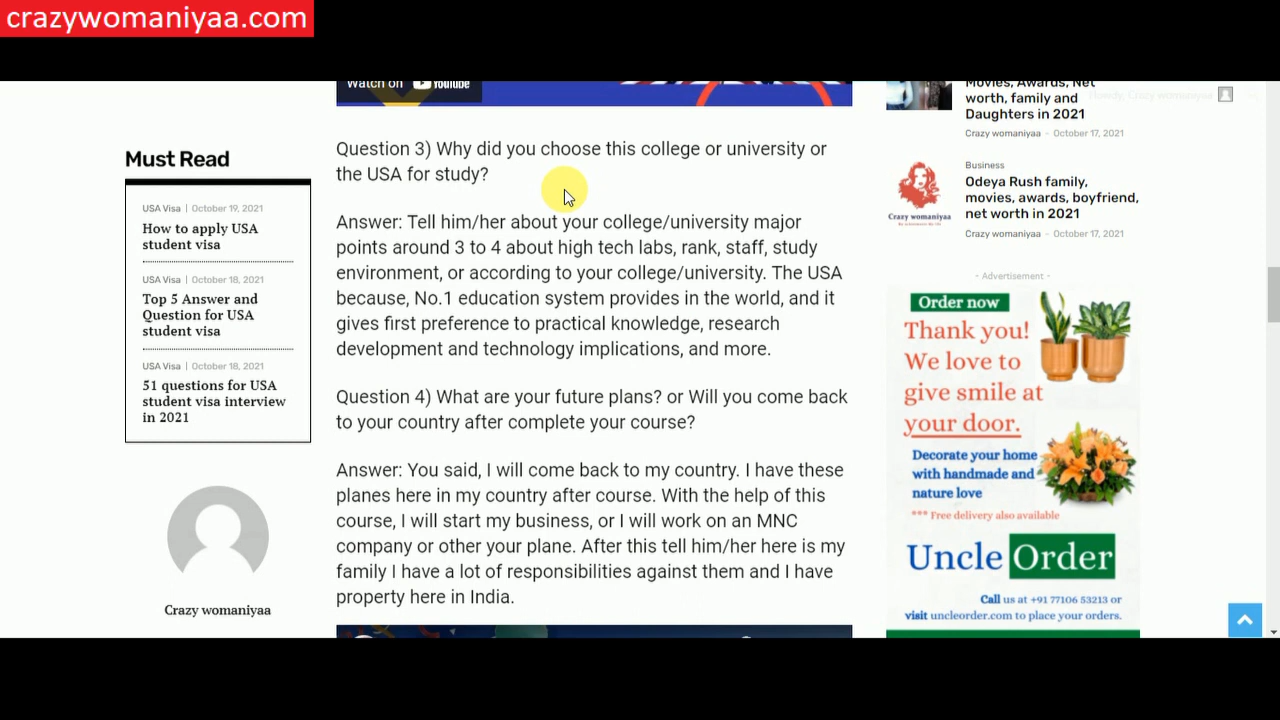 crazywomaniyaa.com
Watch on YouTube
Must Read
USA Visa | October 19, 2021
How to apply USA
student visa
USA Visa | October 18, 2021
Top 5 Answer and
Question for USA
student visa
USA Visa | October 18, 2021
51 questions for USA
student visa interview
in 2021
Crazy womaniyaa
Question 3) Why did you choose this college or university or
the USA for study?
Answer: Tell him/her about your college/university major
points around 3 to 4 about high tech labs, rank, staff, study
environment, or according to your college/university. The USA
because, No.1 education system provides in the world, and it
gives first preference to practical knowledge, research
development and technology implications, and more.
Question 4) What are your future plans? or Will you come back
to your country after complete your course?
Answer: You said, I will come back to my country. I have these
planes here in my country after course. With the help of this
course, I will start my business, or I will work on an MNC
company or other your plane. After this tell him/her here is my
family I have a lot of responsibilities against them and I have
property here in India.
Movies, Awards, Net
worth, family and
Daughters in 2021
Crazy womaniyaa - October 17, 2021
Howdy, Crazy womaniyaa
Business
Odeya Rush family,
movies, awards, boyfriend,
net worth in 2021
Crazy womaniyaa - October 17, 2021
Crazy womaniyaa
- Advertisement -
Order now
Thank you!
We love to
give smile at
your door.
Decorate your home
with handmade and
nature love
*** Free delivery also available
Uncle Order
Call us at +91 77106 53213 or
visit uncleorder.com to place your orders.